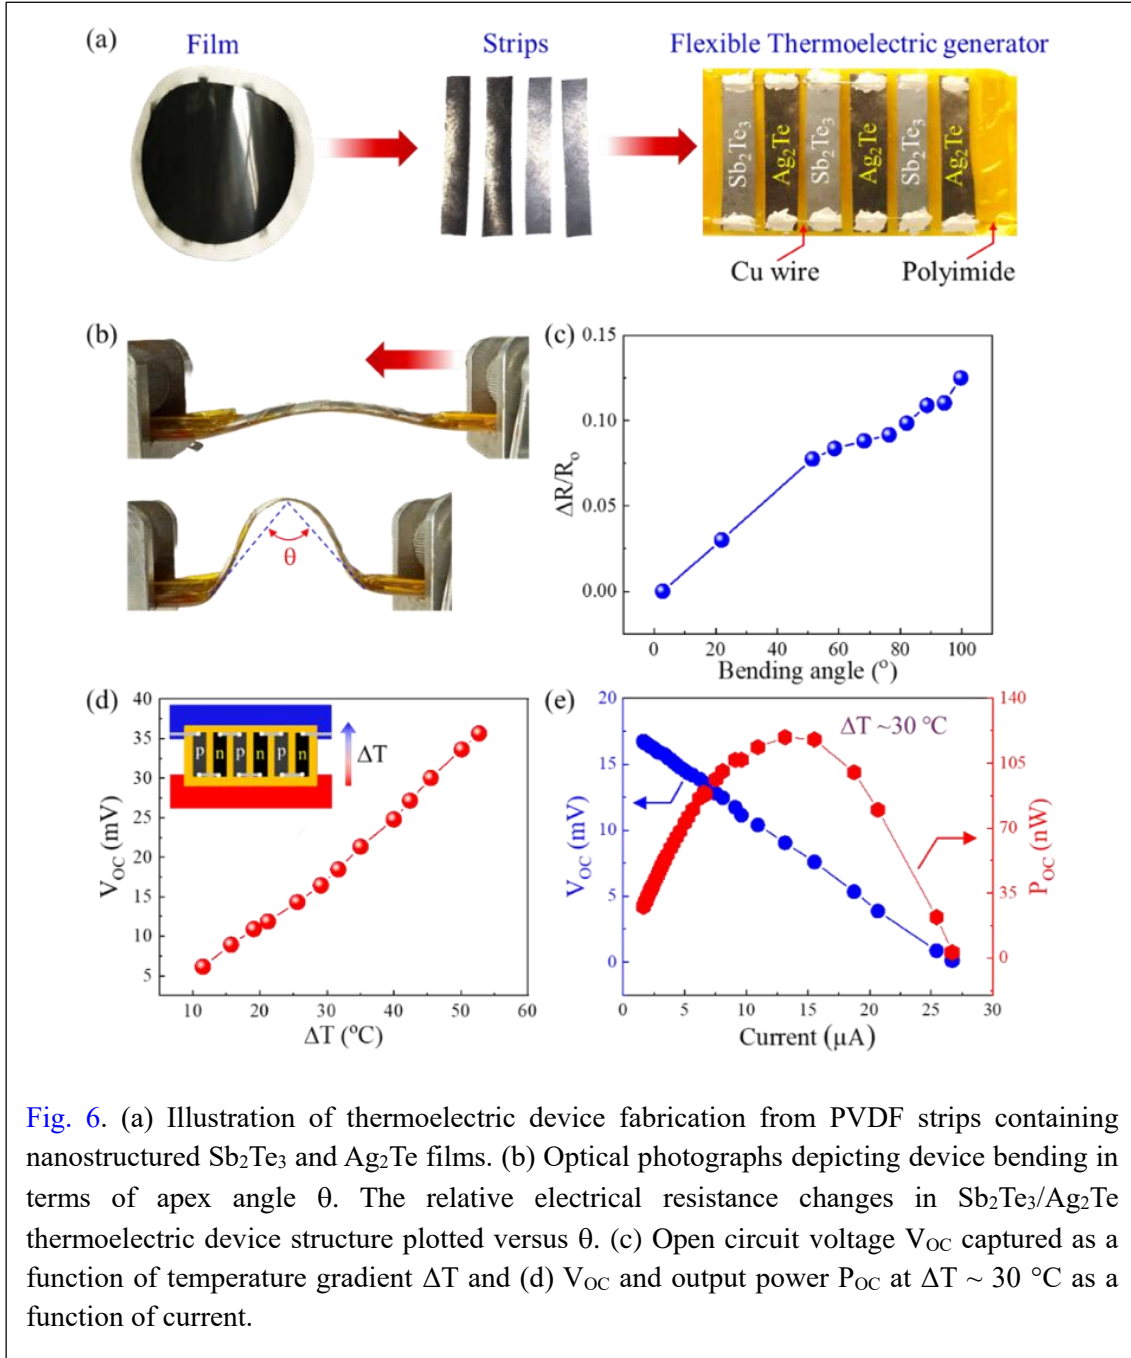 (a)
Film
Strips
Flexible Thermoelectric generator
Sb₂Te₃
Ag₂Te
Sb₂Te₃
Ag₂Te
Sb₂Te₃
Ag₂Te
Cu wire
Polyimide
(b)
θ
(c)
0.15
0.10
0.05
0.00
ΔR/Rₒ
0 20 40 60 80 100
Bending angle (°)
(d)
40
35
30
25
20
15
10
5
V_OC (mV)
p n p n p n
ΔT
10 20 30 40 50 60
ΔT (°C)
(e)
20
15
10
5
0
V_OC (mV)
ΔT ~30 °C
140
105
70
35
0
P_OC (nW)
0 5 10 15 20 25 30
Current (µA)
Fig. 6. (a) Illustration of thermoelectric device fabrication from PVDF strips containing
nanostructured Sb₂Te₃ and Ag₂Te films. (b) Optical photographs depicting device bending in
terms of apex angle θ. The relative electrical resistance changes in Sb₂Te₃/Ag₂Te
thermoelectric device structure plotted versus θ. (c) Open circuit voltage V_OC captured as a
function of temperature gradient ΔT and (d) V_OC and output power P_OC at ΔT ~ 30 °C as a
function of current.